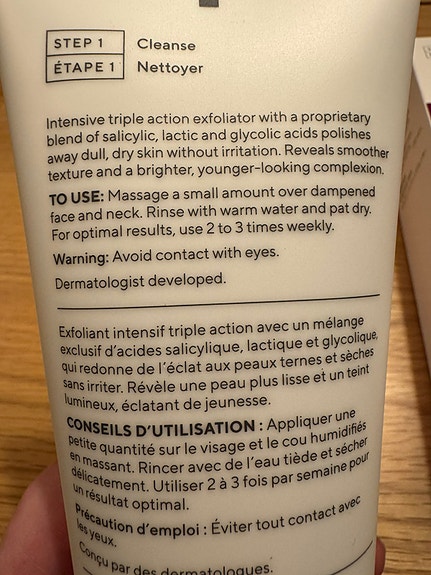 STEP 1 Cleanse
ÉTAPE 1 Nettoyer
Intensive triple action exfoliator with a proprietary
blend of salicylic, lactic and glycolic acids polishes
away dull, dry skin without irritation. Reveals smoother
texture and a brighter, younger-looking complexion.
TO USE: Massage a small amount over dampened
face and neck. Rinse with warm water and pat dry.
For optimal results, use 2 to 3 times weekly.
Warning: Avoid contact with eyes.
Dermatologist developed.
Exfoliant intensif triple action avec un mélange
exclusif d'acides salicylique, lactique et glycolique,
qui redonne de l'éclat aux peaux ternes et sèches
sans irriter. Révèle une peau plus lisse et un teint
lumineux, éclatant de jeunesse.
CONSEILS D'UTILISATION : Appliquer une
petite quantité sur le visage et le cou humidifiés
en massant. Rincer avec de l'eau tiède et sécher
délicatement. Utiliser 2 à 3 fois par semaine pour
un résultat optimal.
Précaution d'emploi : Éviter tout contact avec
les yeux.
Conçu par des dermatologues.